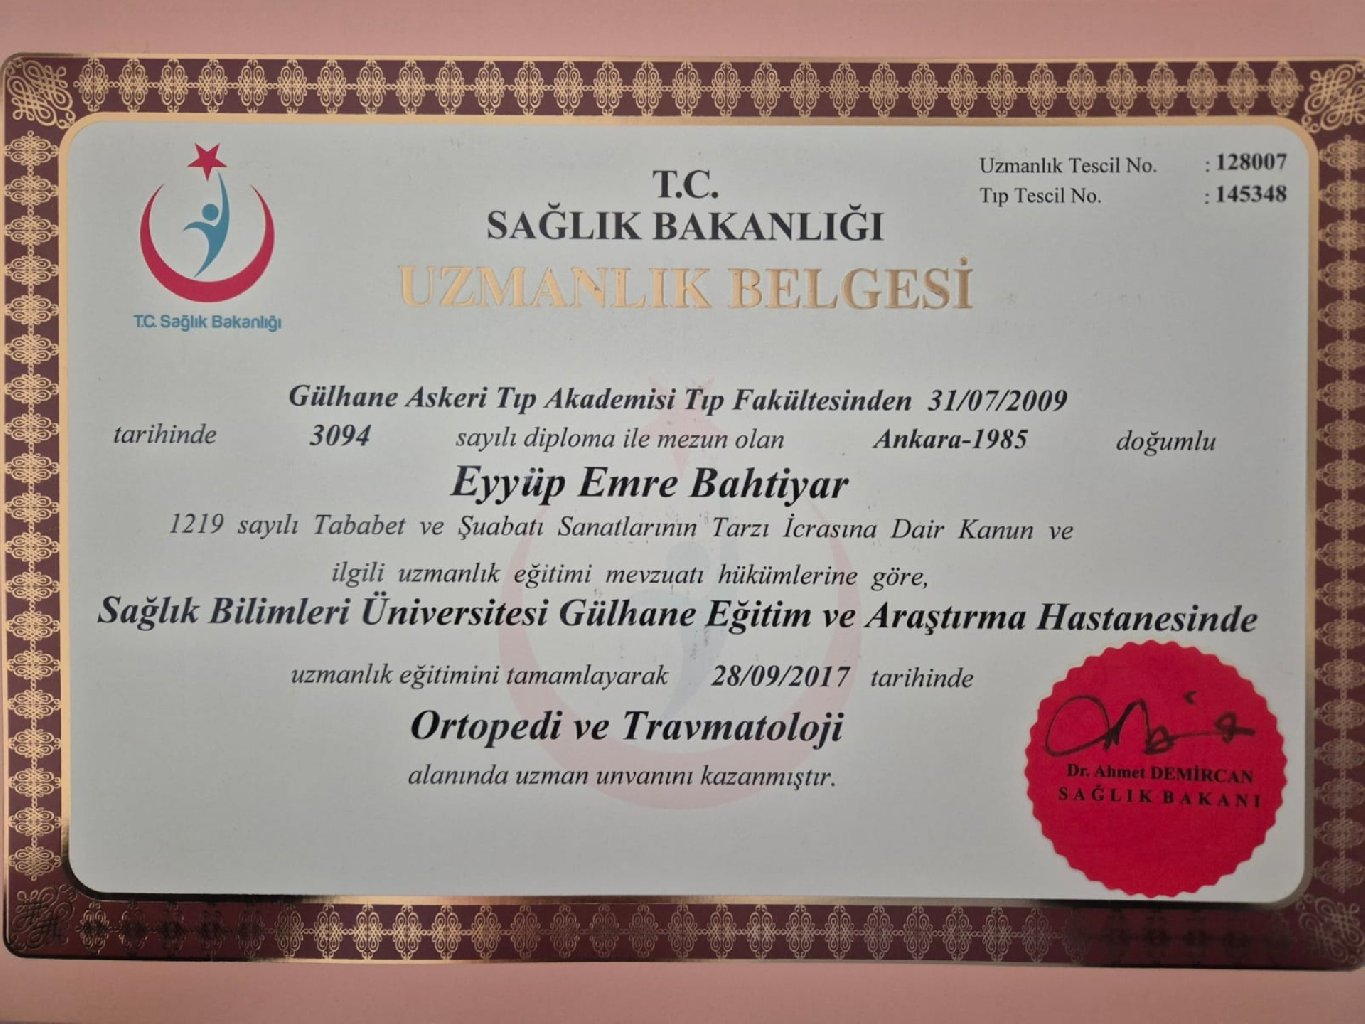 Uzmanlık Tescil No. : 128007
Tıp Tescil No. : 145348
T.C.
SAĞLIK BAKANLIĞI
UZMANLIK BELGESİ
T.C. Sağlık Bakanlığı
Gülhane Askeri Tıp Akademisi Tıp Fakültesinden 31/07/2009
tarihinde 3094 sayılı diploma ile mezun olan Ankara-1985 doğumlu
Eyyüp Emre Bahtiyar
1219 sayılı Tababet ve Şuabatı Sanatlarının Tarzı İcrasına Dair Kanun ve
ilgili uzmanlık eğitimi mevzuatı hükümlerine göre,
Sağlık Bilimleri Üniversitesi Gülhane Eğitim ve Araştırma Hastanesinde
uzmanlık eğitimini tamamlayarak 28/09/2017 tarihinde
Ortopedi ve Travmatoloji
alanında uzman unvanını kazanmıştır.
Dr. Ahmet DEMİRCAN
SAĞLIK BAKANI